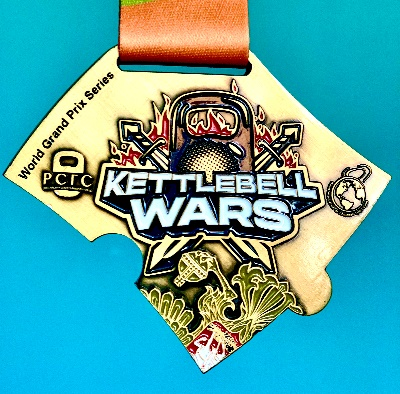 World Grand Prix Series
PCTC
KETTLEBELL
WARS